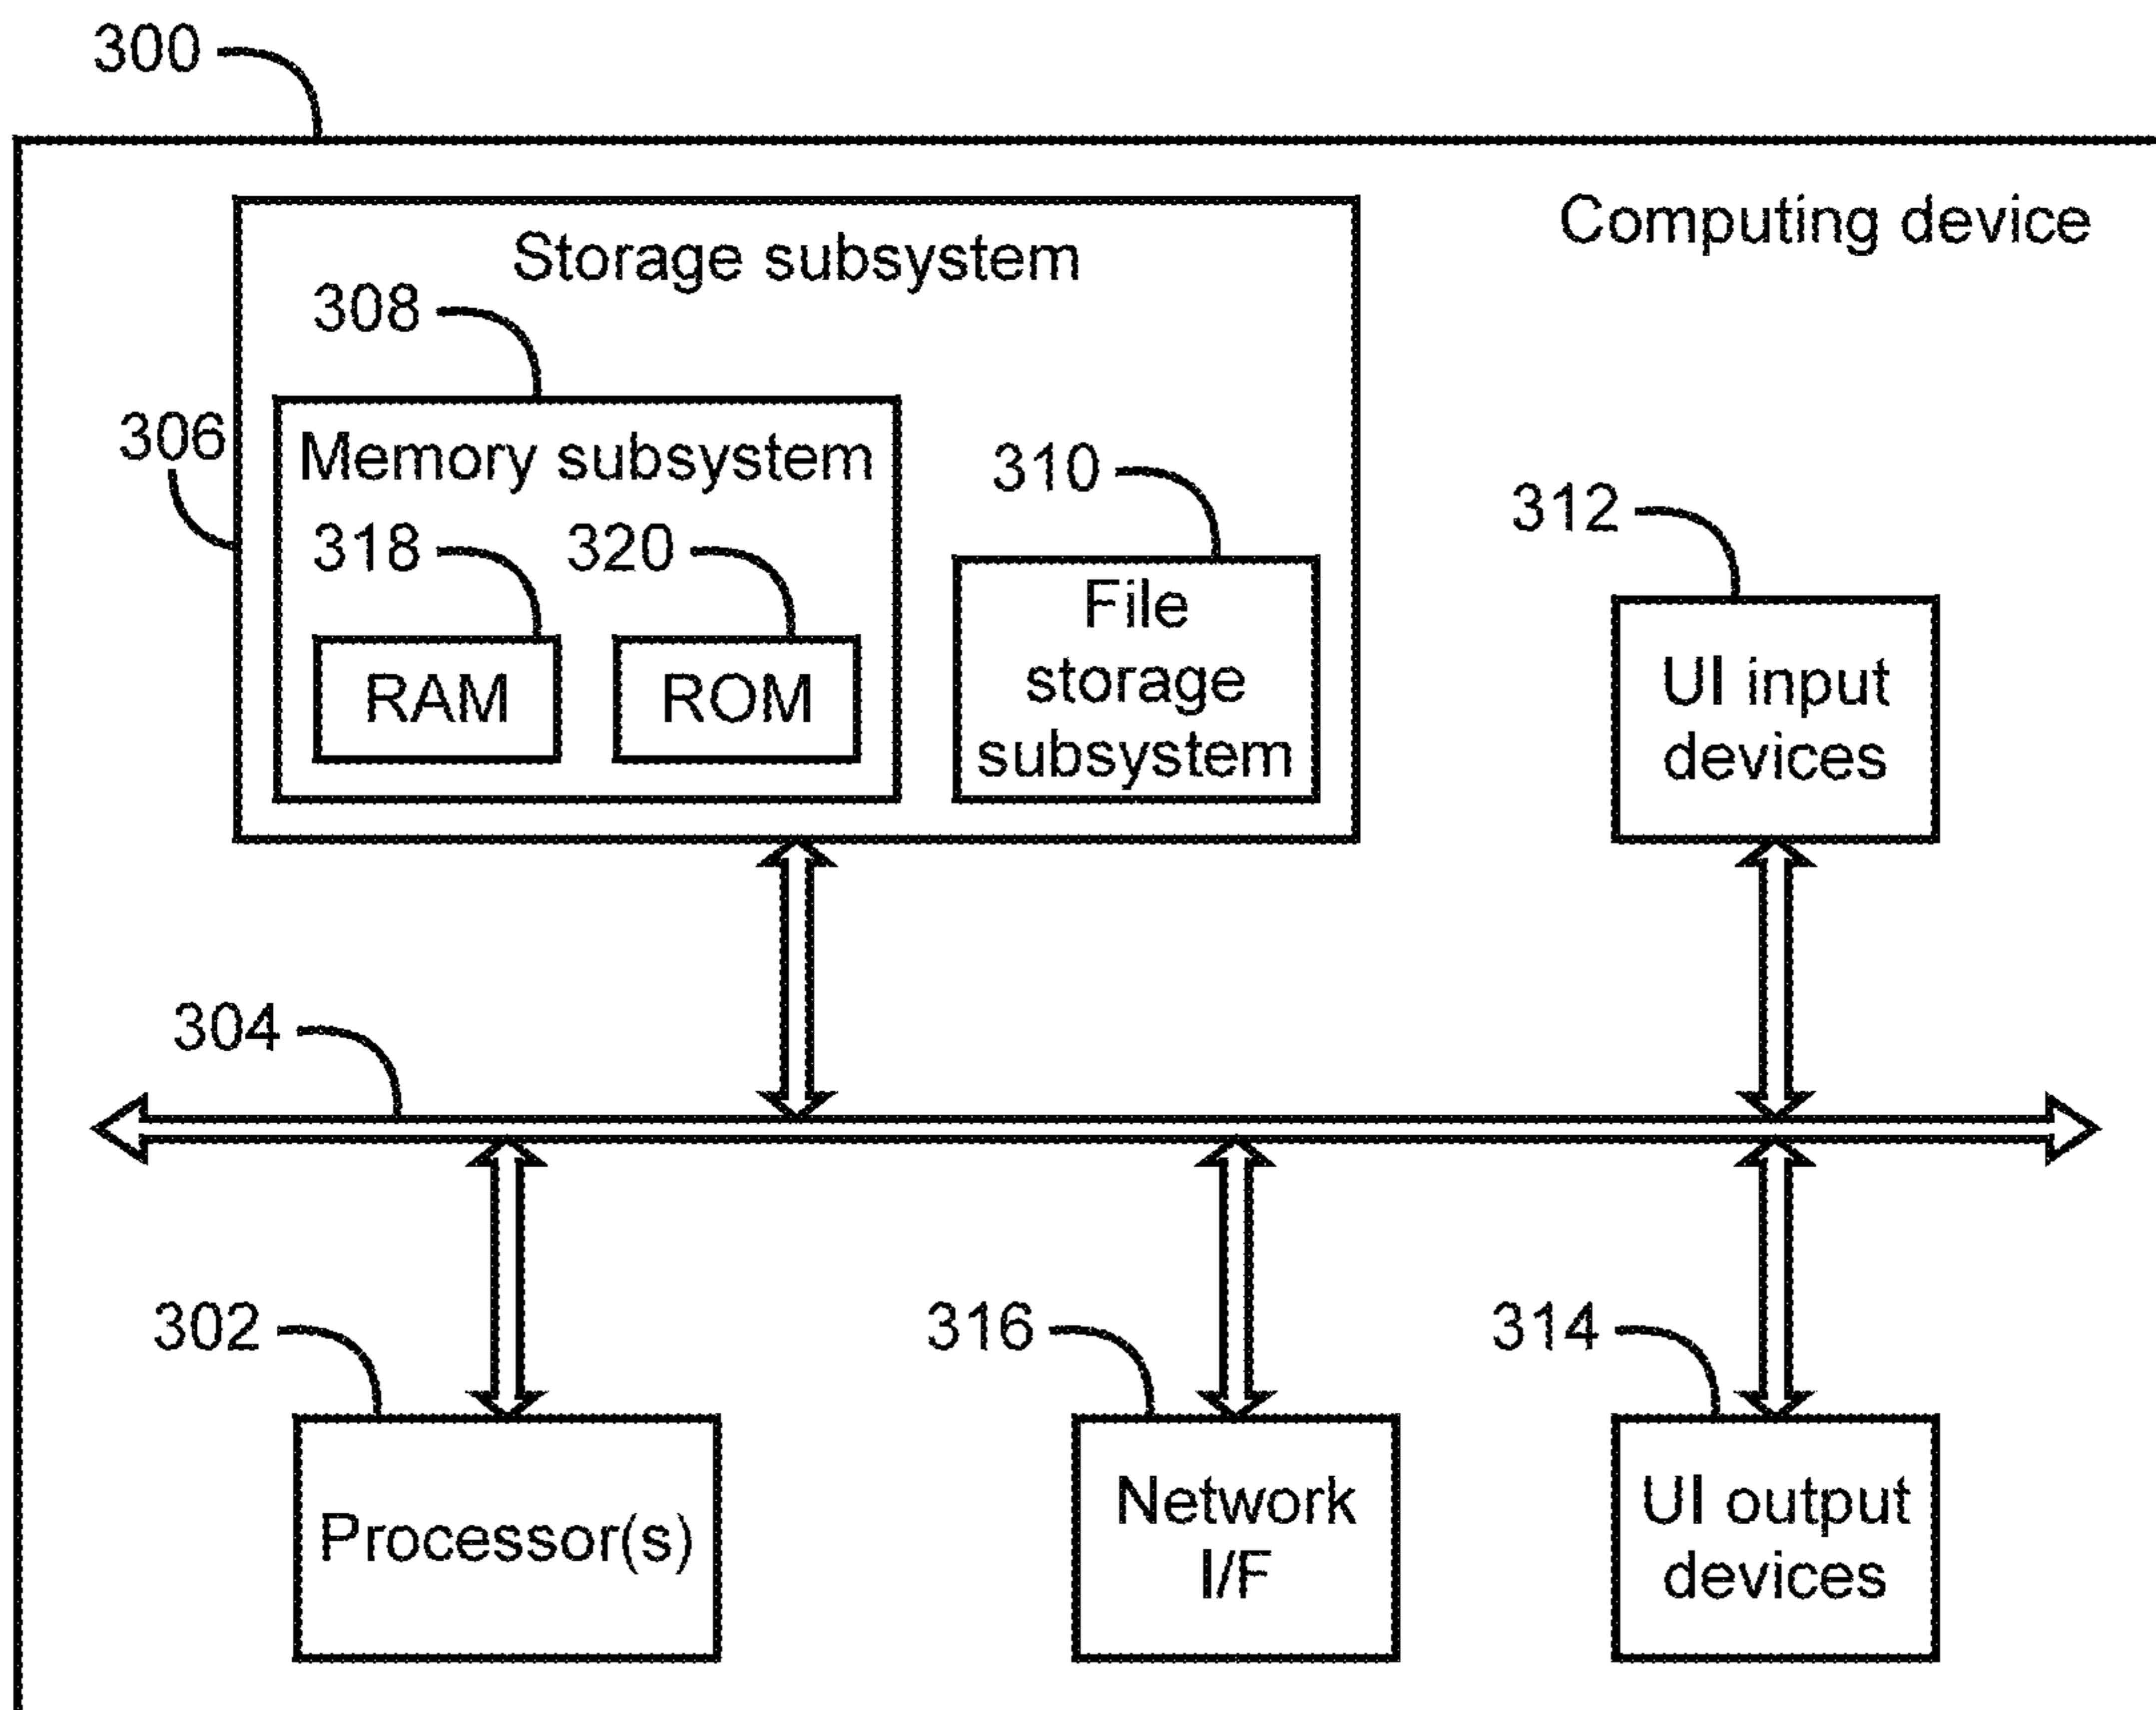 300
Computing device
Storage subsystem
308
306
Memory subsystem
310
318
320
312
RAM
ROM
File
storage
subsystem
UI input
devices
304
302
316
314
Processor(s)
Network
I/F
UI output
devices